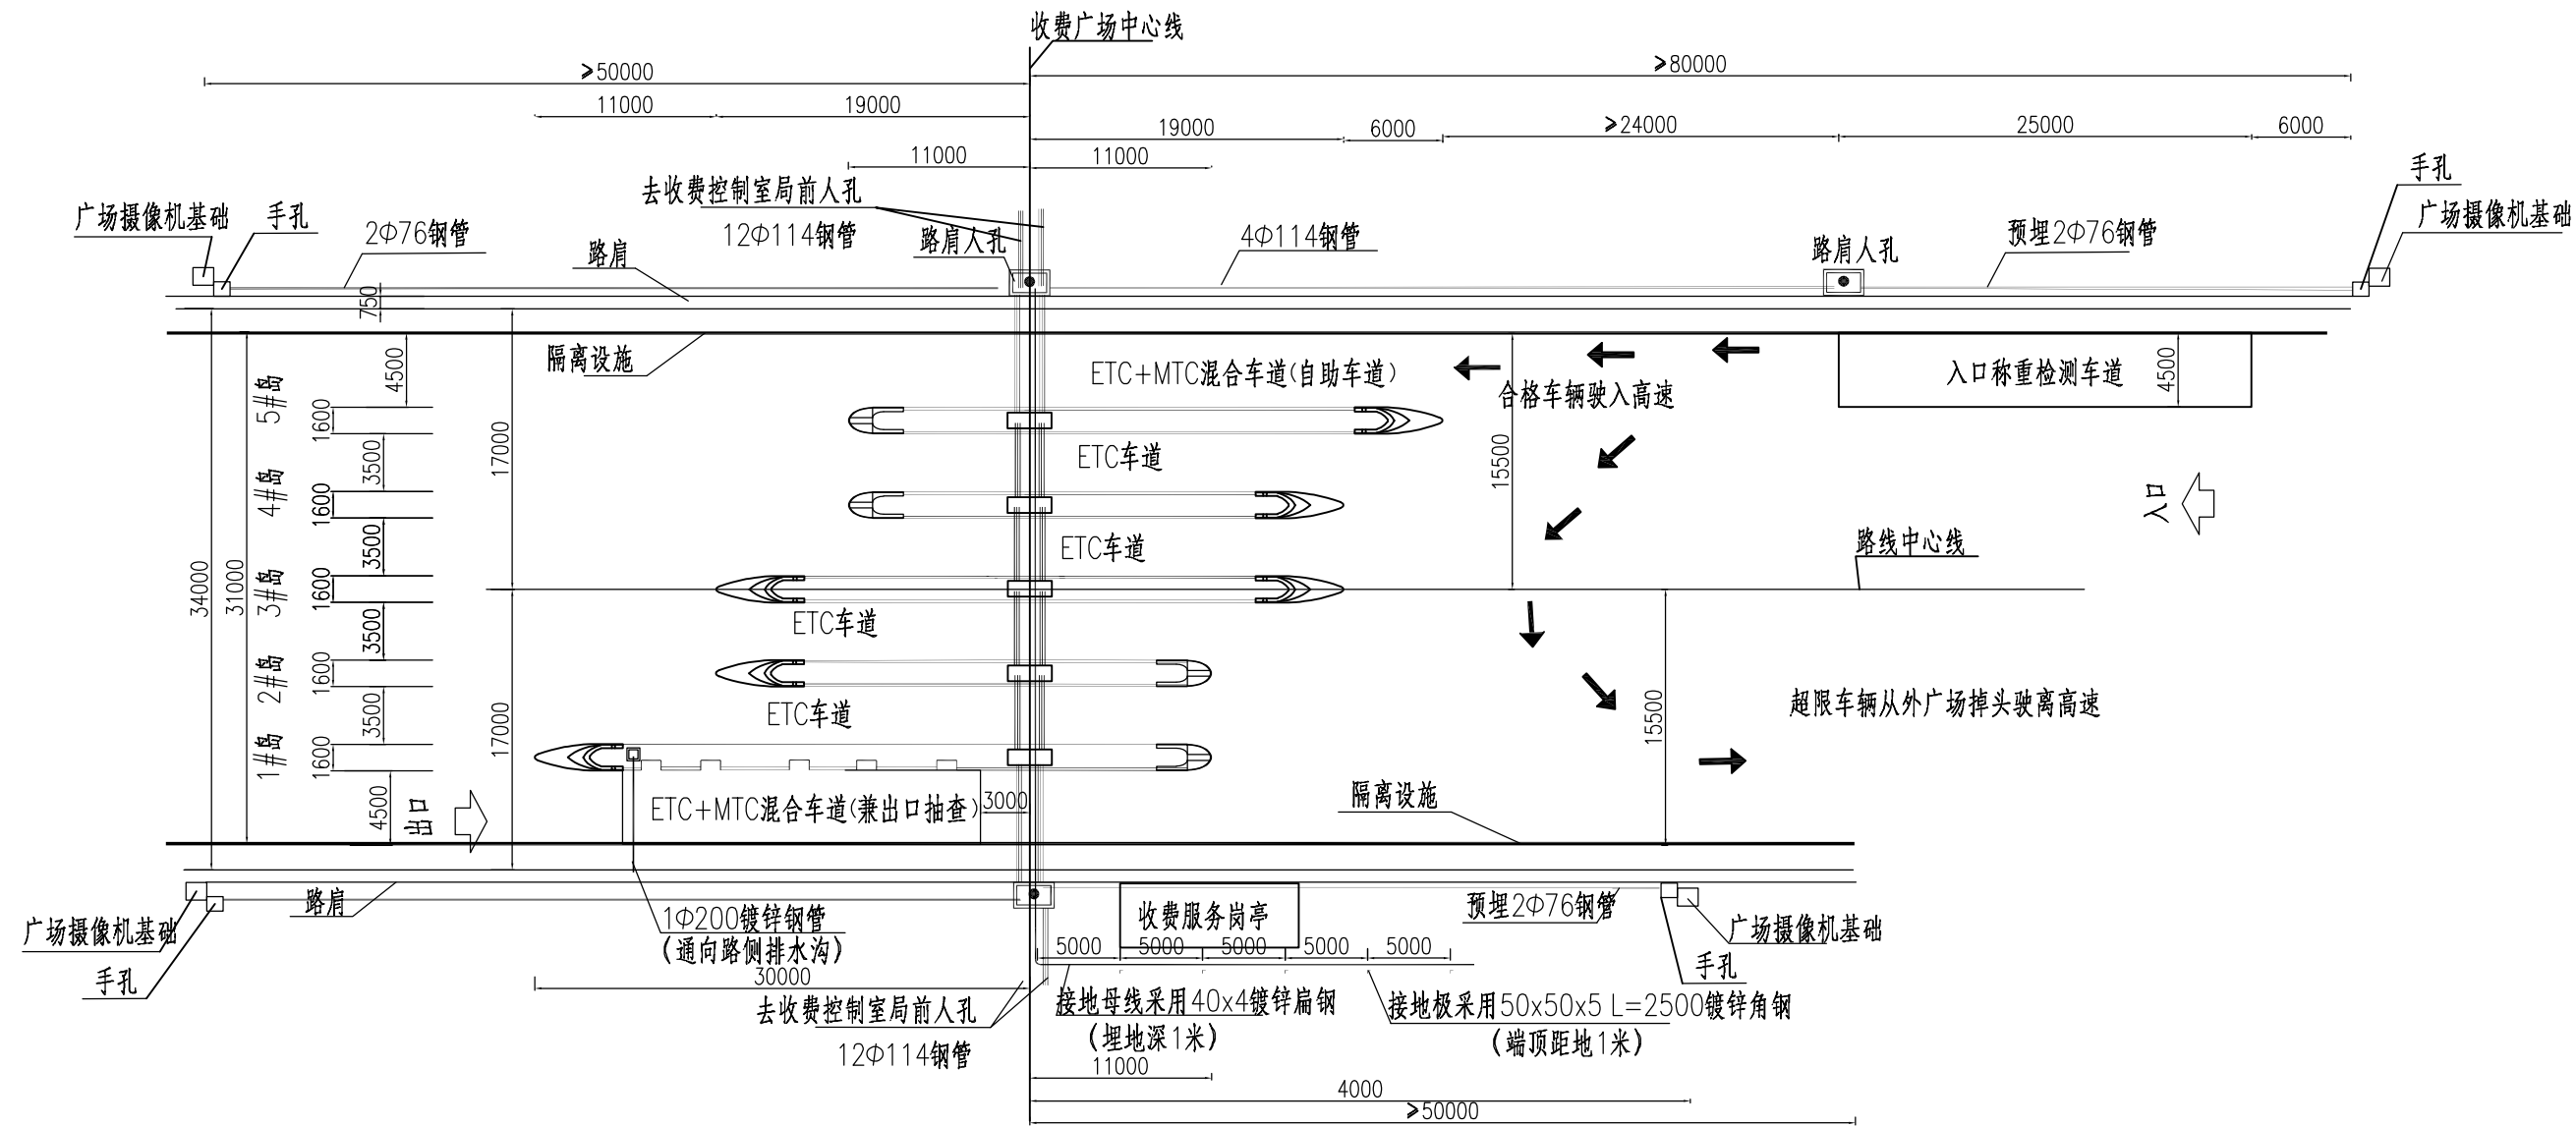 收费广场中心线
≥50000
≥80000
11000
19000
19000
6000
≥24000
25000
6000
11000
11000
手孔
去收费控制室局前人孔
12Φ114钢管
广场摄像机基础
手孔
2Φ76钢管
路肩
路肩人孔
4Φ114钢管
路肩人孔
预埋2Φ76钢管
广场摄像机基础
750
隔离设施
4500
ETC+MTC混合车道(自助车道)
合格车辆驶入高速
入口称重检测车道
4500
5#岛
1600
3500
17000
ETC车道
15500
4#岛
1600
3500
ETC车道
入口
路线中心线
34000
31000
3#岛
1600
3500
ETC车道
2#岛
1600
3500
ETC车道
17000
15500
超限车辆从外广场掉头驶离高速
1#岛
1600
4500
出口
ETC+MTC混合车道(兼出口抽查)
3000
隔离设施
路肩
广场摄像机基础
手孔
1Φ200镀锌钢管
(通向路侧排水沟)
收费服务岗亭
预埋2Φ76钢管
广场摄像机基础
手孔
5000
5000
5000
5000
5000
30000
去收费控制室局前人孔
12Φ114钢管
接地母线采用40x4镀锌扁钢
(埋地深1米)
接地极采用50x50x5 L=2500镀锌角钢
(端顶距地1米)
11000
4000
≥50000